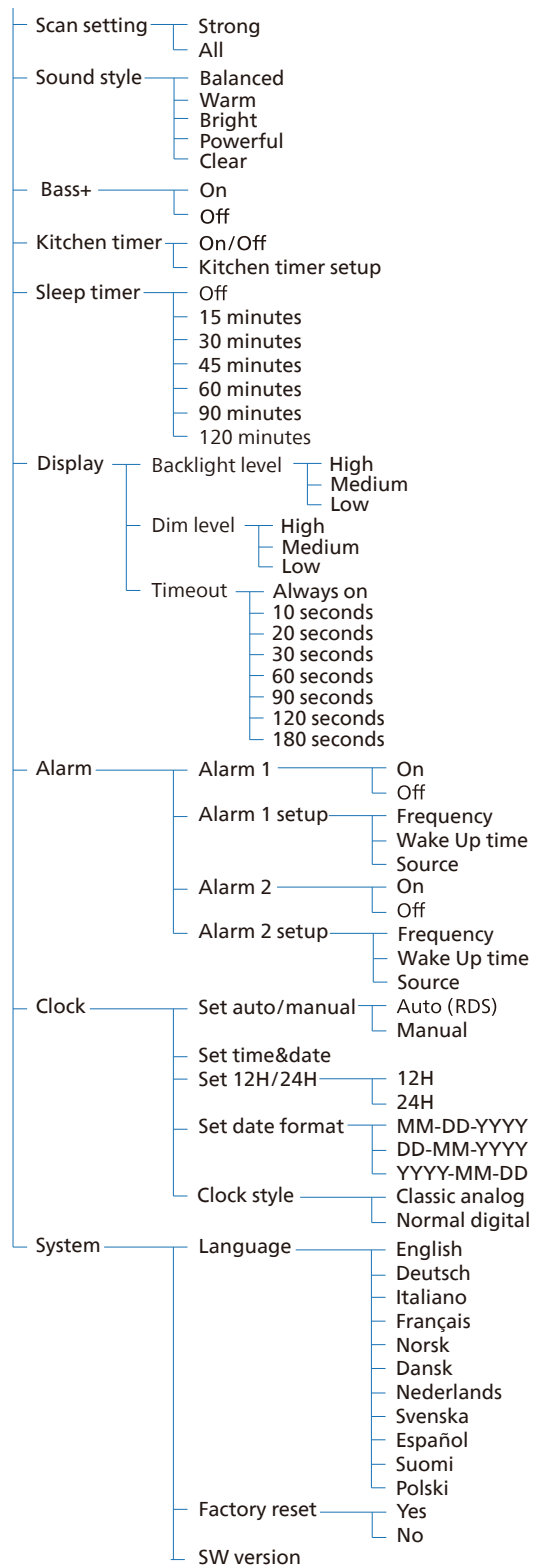 Scan setting Strong
All
Sound style Balanced
Warm
Bright
Powerful
Clear
Bass+ On
Off
Kitchen timer On/Off
Kitchen timer setup
Sleep timer Off
15 minutes
30 minutes
45 minutes
60 minutes
90 minutes
120 minutes
Display Backlight level High
Medium
Low
Dim level High
Medium
Low
Timeout Always on
10 seconds
20 seconds
30 seconds
60 seconds
90 seconds
120 seconds
180 seconds
Alarm Alarm 1 On
Off
Alarm 1 setup Frequency
Wake Up time
Source
Alarm 2 On
Off
Alarm 2 setup Frequency
Wake Up time
Source
Clock Set auto/manual Auto (RDS)
Manual
Set time&date
Set 12H/24H 12H
24H
Set date format MM-DD-YYYY
DD-MM-YYYY
YYYY-MM-DD
Clock style Classic analog
Normal digital
System Language English
Deutsch
Italiano
Français
Norsk
Dansk
Nederlands
Svenska
Español
Suomi
Polski
Factory reset Yes
No
SW version